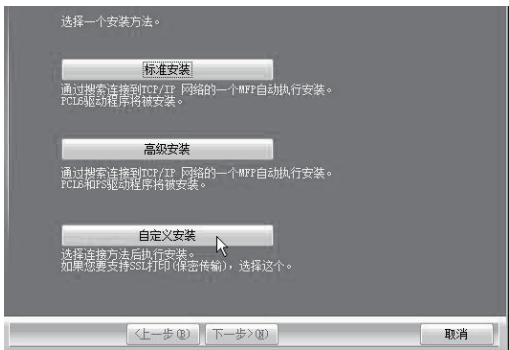 选择一个安装方法。
标准安装
通过搜索连接到TCP/IP 网络的一个MFP自动执行安装。
PCL6驱动程序将被安装。
高级安装
通过搜索连接到TCP/IP 网络的一个MFP自动执行安装。
PCL6和PS驱动程序将被安装。
自定义安装
选择连接方法后执行安装。
如果您要支持SSL打印(保密传输)，选择这个。
<上一步(B) 下一步>(N) 取消